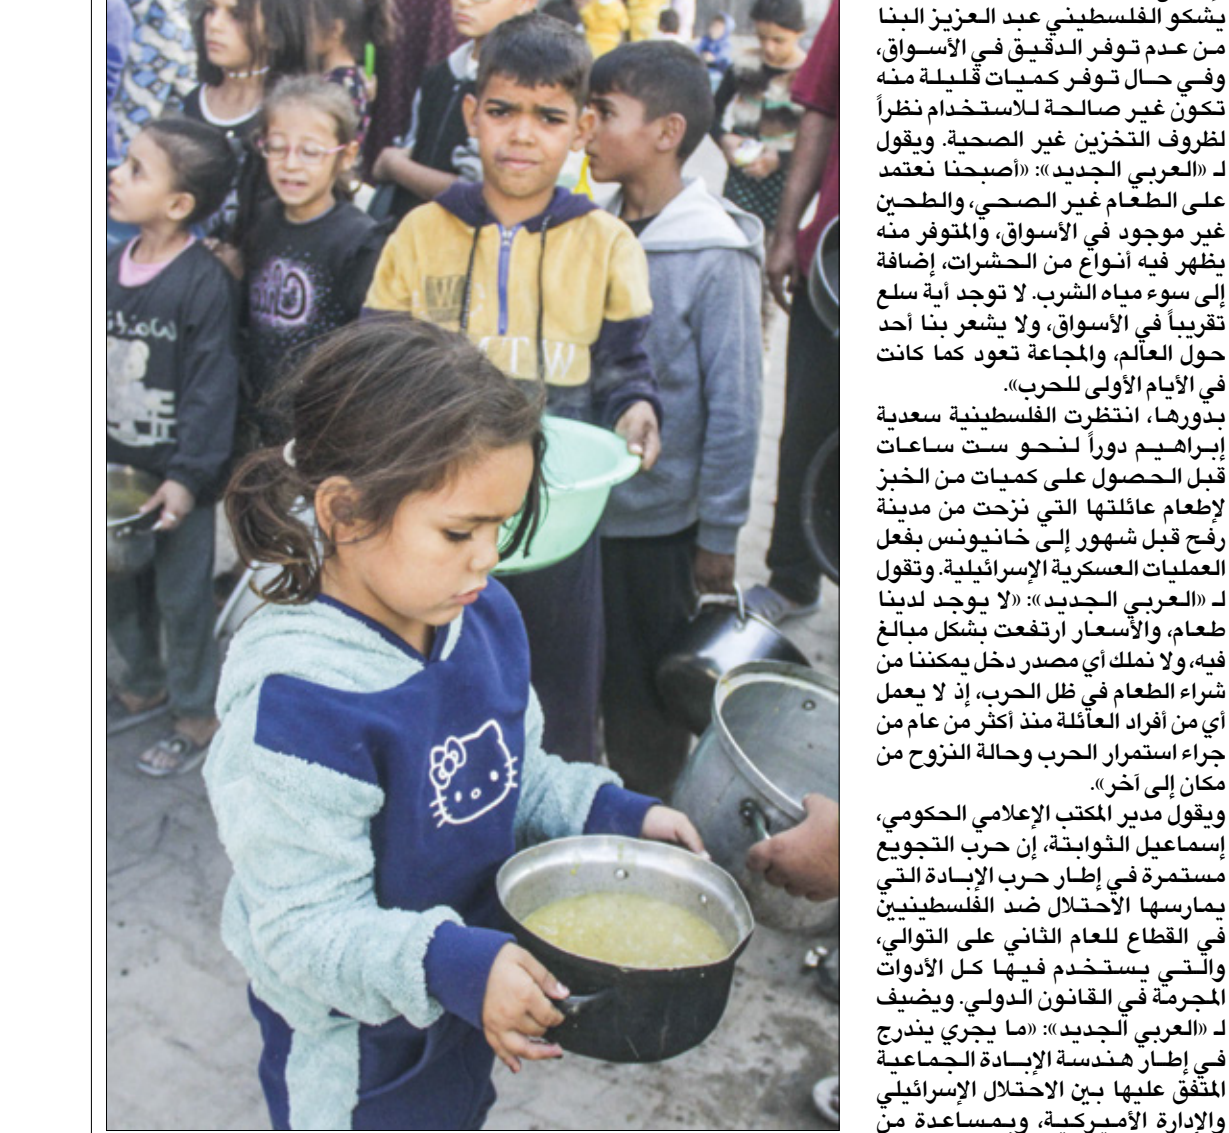 يشكو الفلسطيني عبد العزيز البنا
من عدم توفر الدقيق في الأسواق،
وفي حال توفر كميات قليلة منه
تكون غير صالحة للاستخدام نظراً
لظروف التخزين غير الصحية. ويقول
لـ «العربي الجديد»: «أصبحنا نعتمد
على الطعام غير الصحي، والطحين
غير موجود في الأسواق، والمتوفر منه
يظهر فيه أنواع من الحشرات، إضافة
إلى سوء مياه الشرب. لا توجد أية سلع
تقريباً في الأسواق، ولا يشعر بنا أحد
حول العالم، والمجاعة تعود كما كانت
في الأيام الأولى للحرب».
بدورها، انتظرت الفلسطينية سعدية
إبراهيم دوراً لنحو ست ساعات
قبل الحصول على كميات من الخبز
لإطعام عائلتها التي نزحت من مدينة
رفح قبل شهور إلى خانيونس بفعل
العمليات العسكرية الإسرائيلية. وتقول
لـ «العربي الجديد»: «لا يوجد لدينا
طعام، والأسعار ارتفعت بشكل مبالغ
فيه، ولا نملك أي مصدر دخل يمكننا من
شراء الطعام في ظل الحرب، إذ لا يعمل
أي من أفراد العائلة منذ أكثر من عام من
جراء استمرار الحرب وحالة النزوح من
مكان إلى آخر».
ويقول مدير المكتب الإعلامي الحكومي،
إسماعيل الثوابتة، إن حرب التجويع
مستمرة في إطار حرب الإبادة التي
يمارسها الاحتلال ضد الفلسطينيين
في القطاع للعام الثاني على التوالي،
والتي يستخدم فيها كل الأدوات
المجرمة في القانون الدولي. ويضيف
لـ «العربي الجديد»: «ما يجري يندرج
في إطار هندسة الإبادة الجماعية
المتفق عليها بين الاحتلال الإسرائيلي
والإدارة الأميركية، وبمساعدة من
MTW